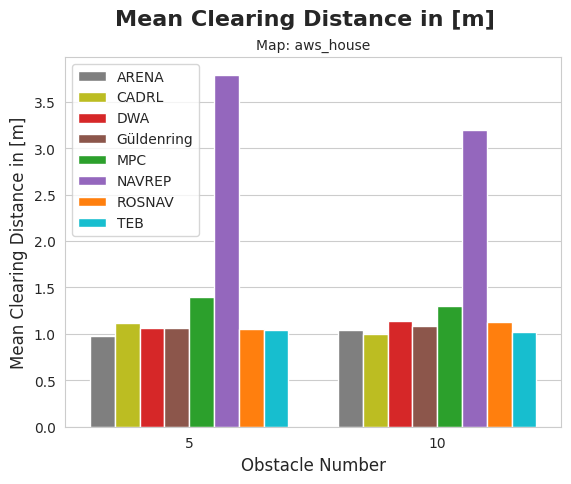 Mean Clearing Distance in [m]
Map: aws_house
ARENA
CADRL
DWA
Güldenring
MPC
NAVREP
ROSNAV
TEB
Mean Clearing Distance in [m]
3.5
3.0
2.5
2.0
1.5
1.0
0.5
0.0
5
10
Obstacle Number